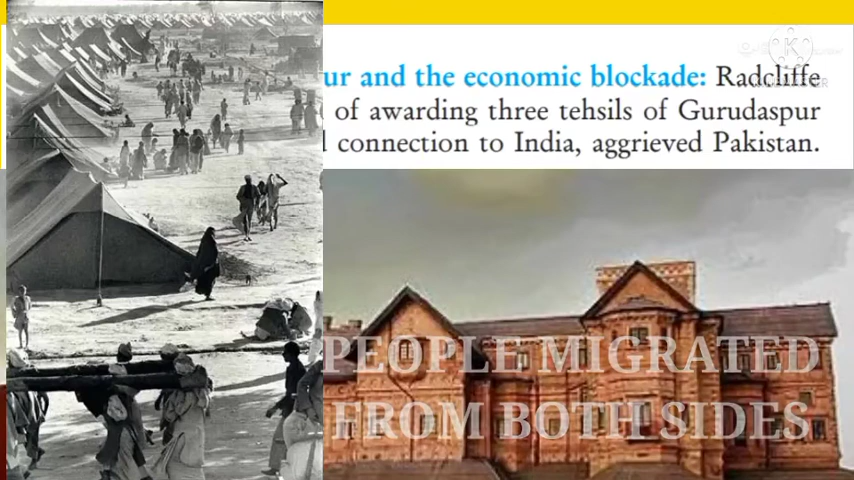 ur and the economic blockade: Radcliffe
of awarding three tehsils of Gurudaspur
connection to India, aggrieved Pakistan.
PEOPLE MIGRATED
FROM BOTH SIDES